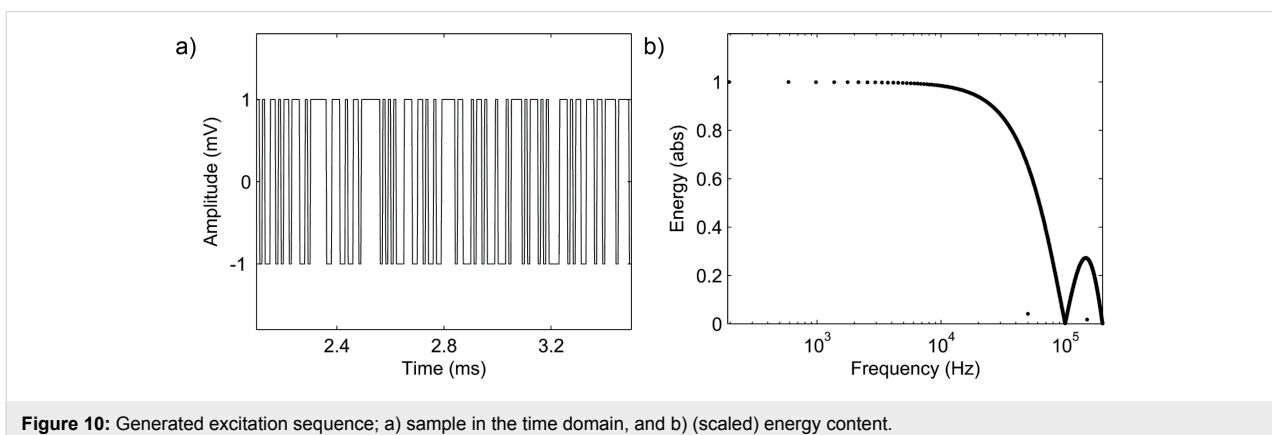 a)
Amplitude (mV)
1
0
-1
2.4 2.8 3.2
Time (ms)
b)
Energy (abs)
1
0.8
0.6
0.4
0.2
0
10³ 10⁴ 10⁵
Frequency (Hz)
Figure 10: Generated excitation sequence; a) sample in the time domain, and b) (scaled) energy content.